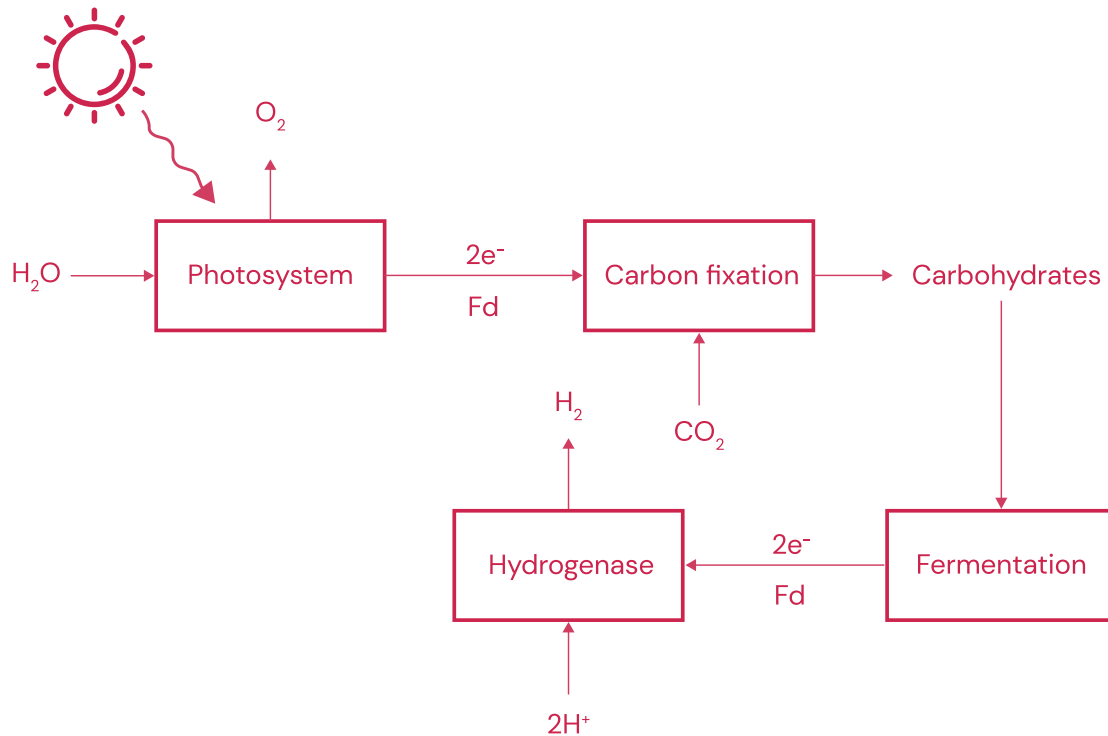 O₂
H₂O
Photosystem
2e⁻
Fd
Carbon fixation
Carbohydrates
H₂
CO₂
Hydrogenase
2e⁻
Fd
Fermentation
2H⁺